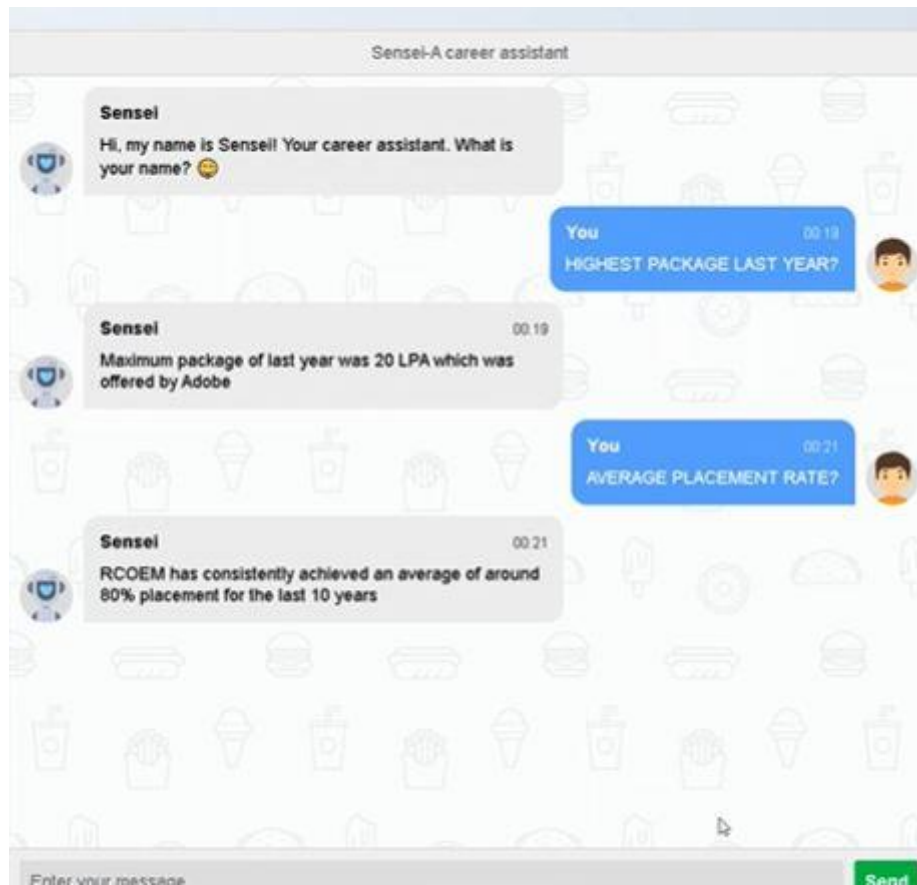 Sensei-A career assistant
Sensei
Hi, my name is Sensei! Your career assistant. What is
your name?
You 00:19
HIGHEST PACKAGE LAST YEAR?
Sensei 00:19
Maximum package of last year was 20 LPA which was
offered by Adobe
You 00:21
AVERAGE PLACEMENT RATE?
Sensei 00:21
RCOEM has consistently achieved an average of around
80% placement for the last 10 years
Enter your message
Send